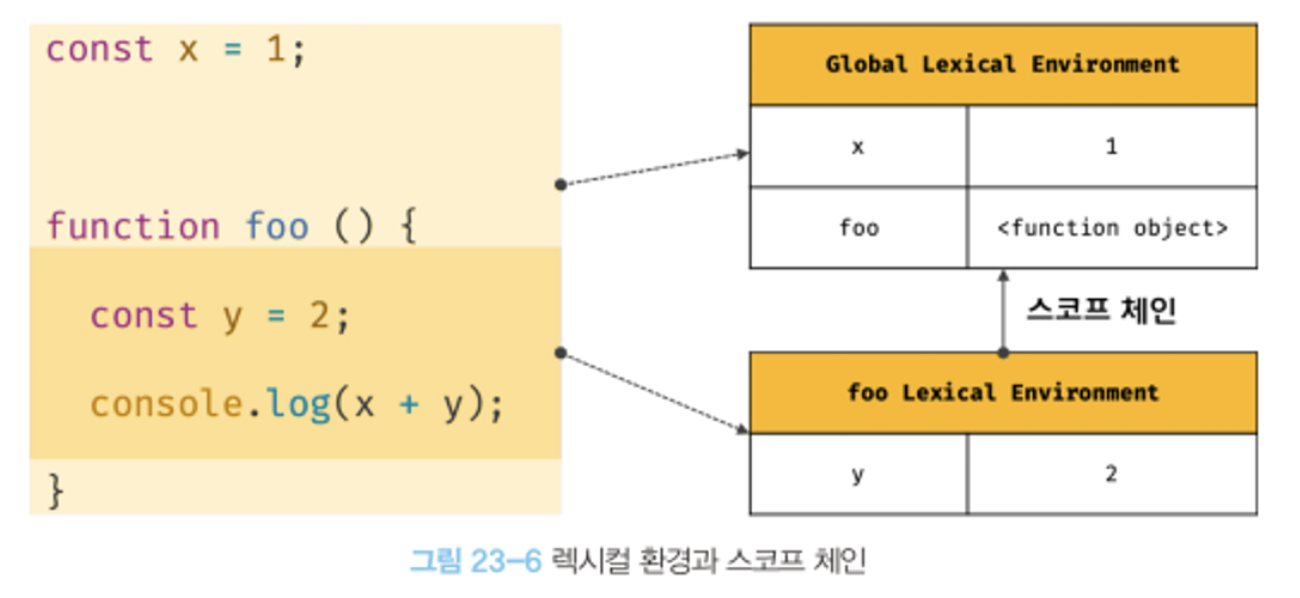 const x = 1;
function foo () {
const y = 2;
console.log(x + y);
}
Global Lexical Environment
x 1
foo <function object>
스코프 체인
foo Lexical Environment
y 2
그림 23-6 렉시컬 환경과 스코프 체인